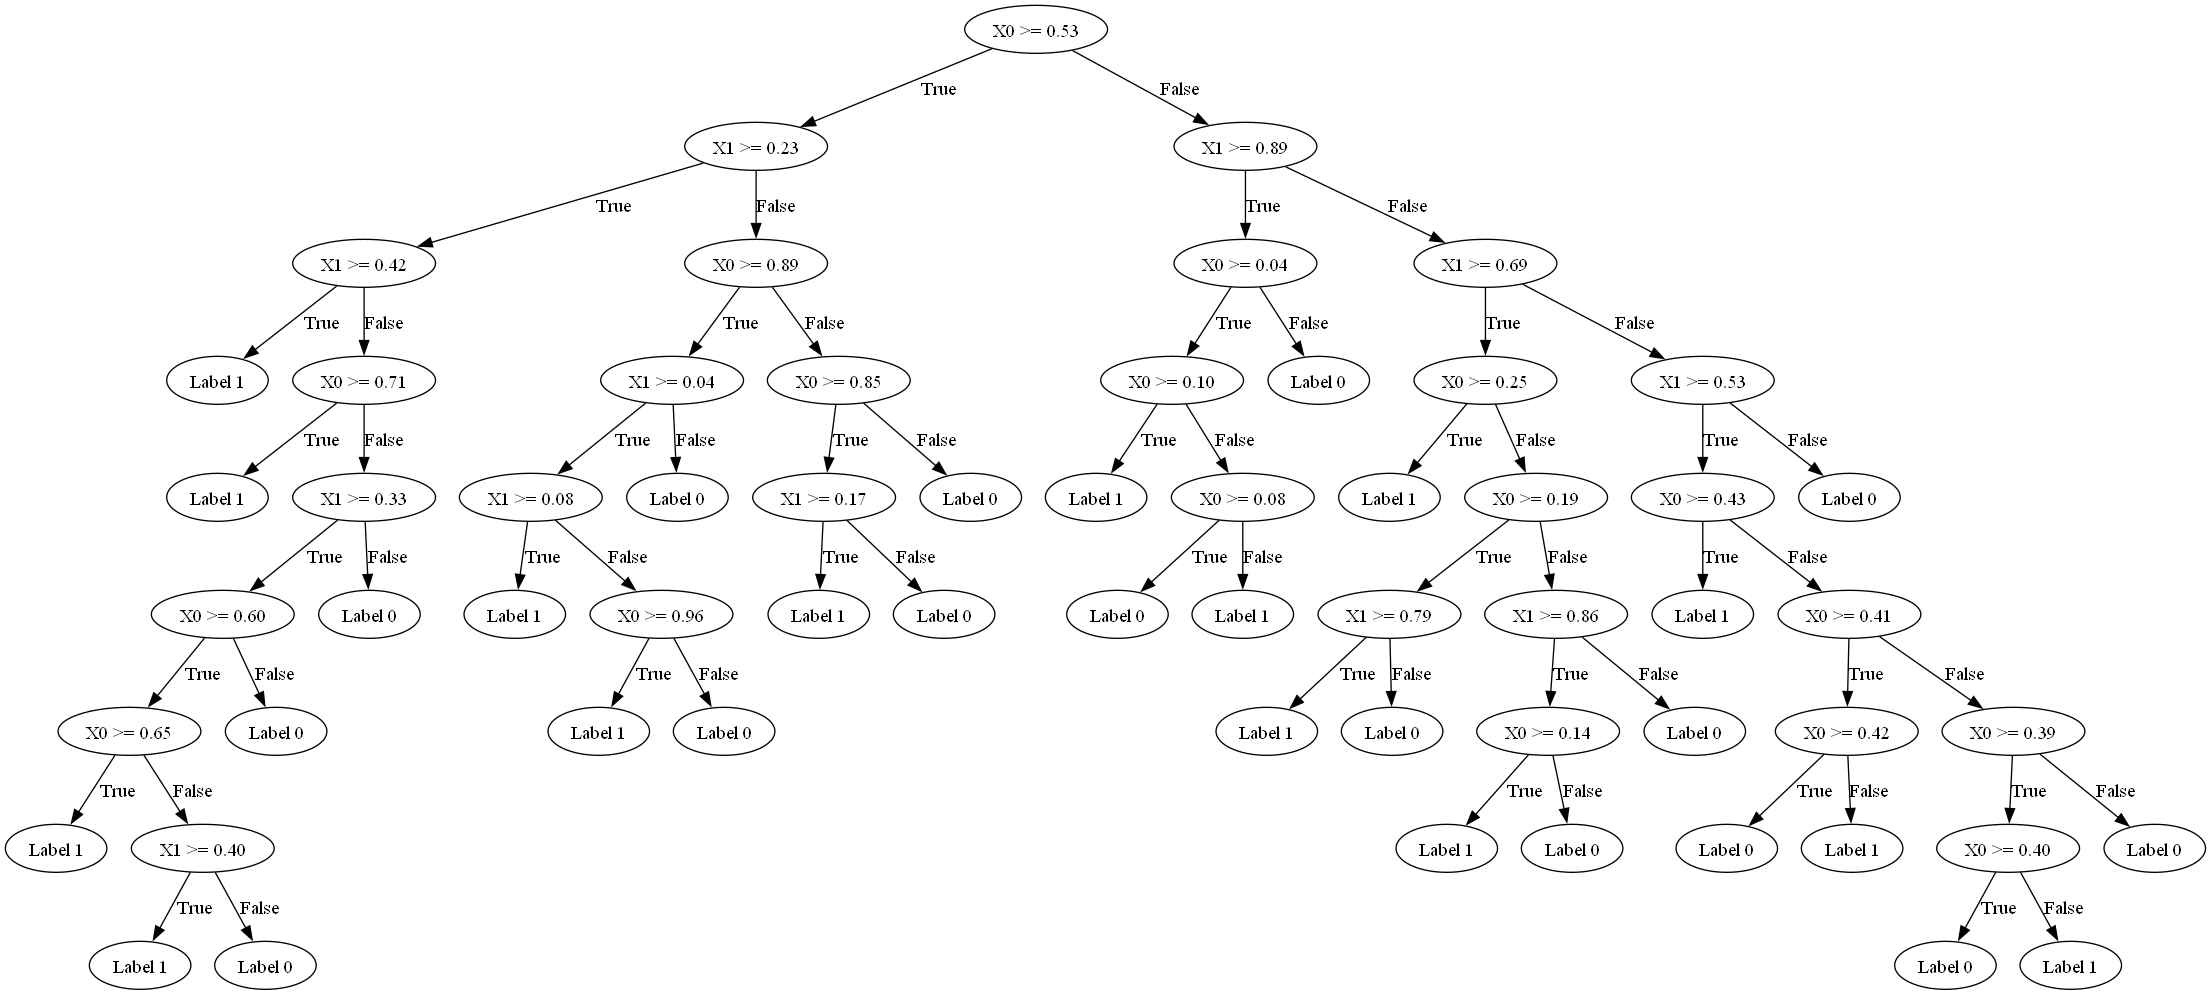 X0 >= 0.53
True
False
X1 >= 0.23
X1 >= 0.89
True
False
True
False
X1 >= 0.42
X0 >= 0.89
X0 >= 0.04
X1 >= 0.69
True
False
True
False
True
False
True
False
Label 1
X0 >= 0.71
X1 >= 0.04
X0 >= 0.85
X0 >= 0.10
Label 0
X0 >= 0.25
X1 >= 0.53
True
False
True
False
True
False
True
False
True
False
True
False
Label 1
X1 >= 0.33
X1 >= 0.08
Label 0
X1 >= 0.17
Label 0
Label 1
X0 >= 0.08
Label 1
X0 >= 0.19
X0 >= 0.43
Label 0
True
False
True
False
True
False
True
False
True
False
True
False
X0 >= 0.60
Label 0
Label 1
X0 >= 0.96
Label 1
Label 0
Label 0
Label 1
X1 >= 0.79
X1 >= 0.86
Label 1
X0 >= 0.41
True
False
True
False
True
False
True
False
True
False
X0 >= 0.65
Label 0
Label 1
Label 0
Label 1
Label 0
X0 >= 0.14
Label 0
X0 >= 0.42
X0 >= 0.39
True
False
True
False
True
False
True
False
Label 1
X1 >= 0.40
Label 1
Label 0
Label 0
Label 1
X0 >= 0.40
Label 0
True
False
True
False
Label 1
Label 0
Label 0
Label 1